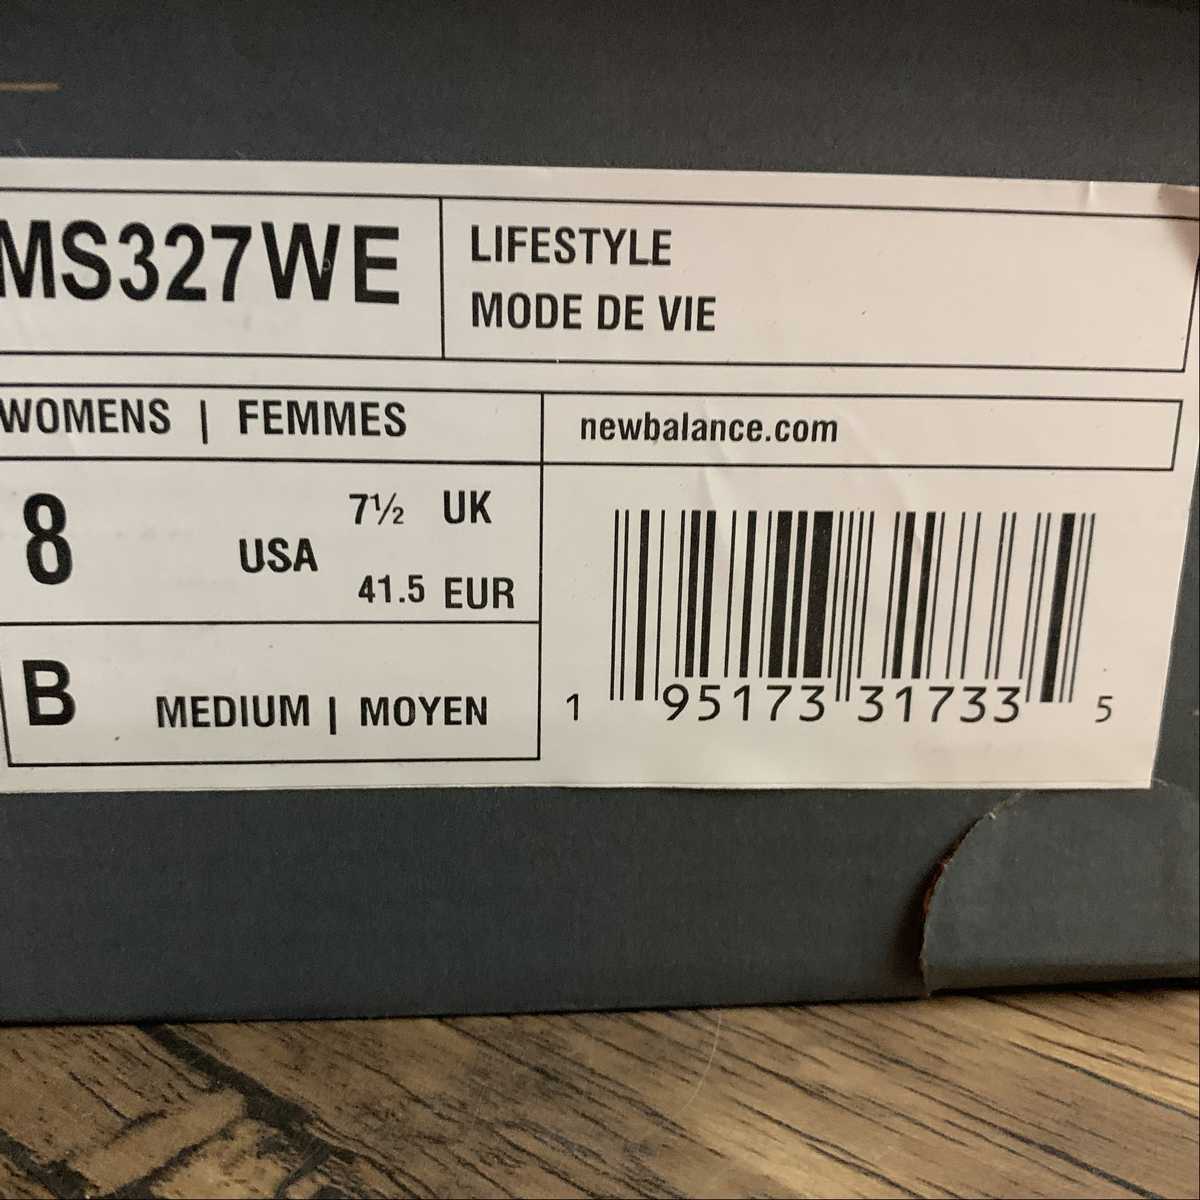 MS327WE
LIFESTYLE
MODE DE VIE
WOMENS | FEMMES
newbalance.com
8 USA
7½ UK
41.5 EUR
B MEDIUM | MOYEN
1 95173 31733 5